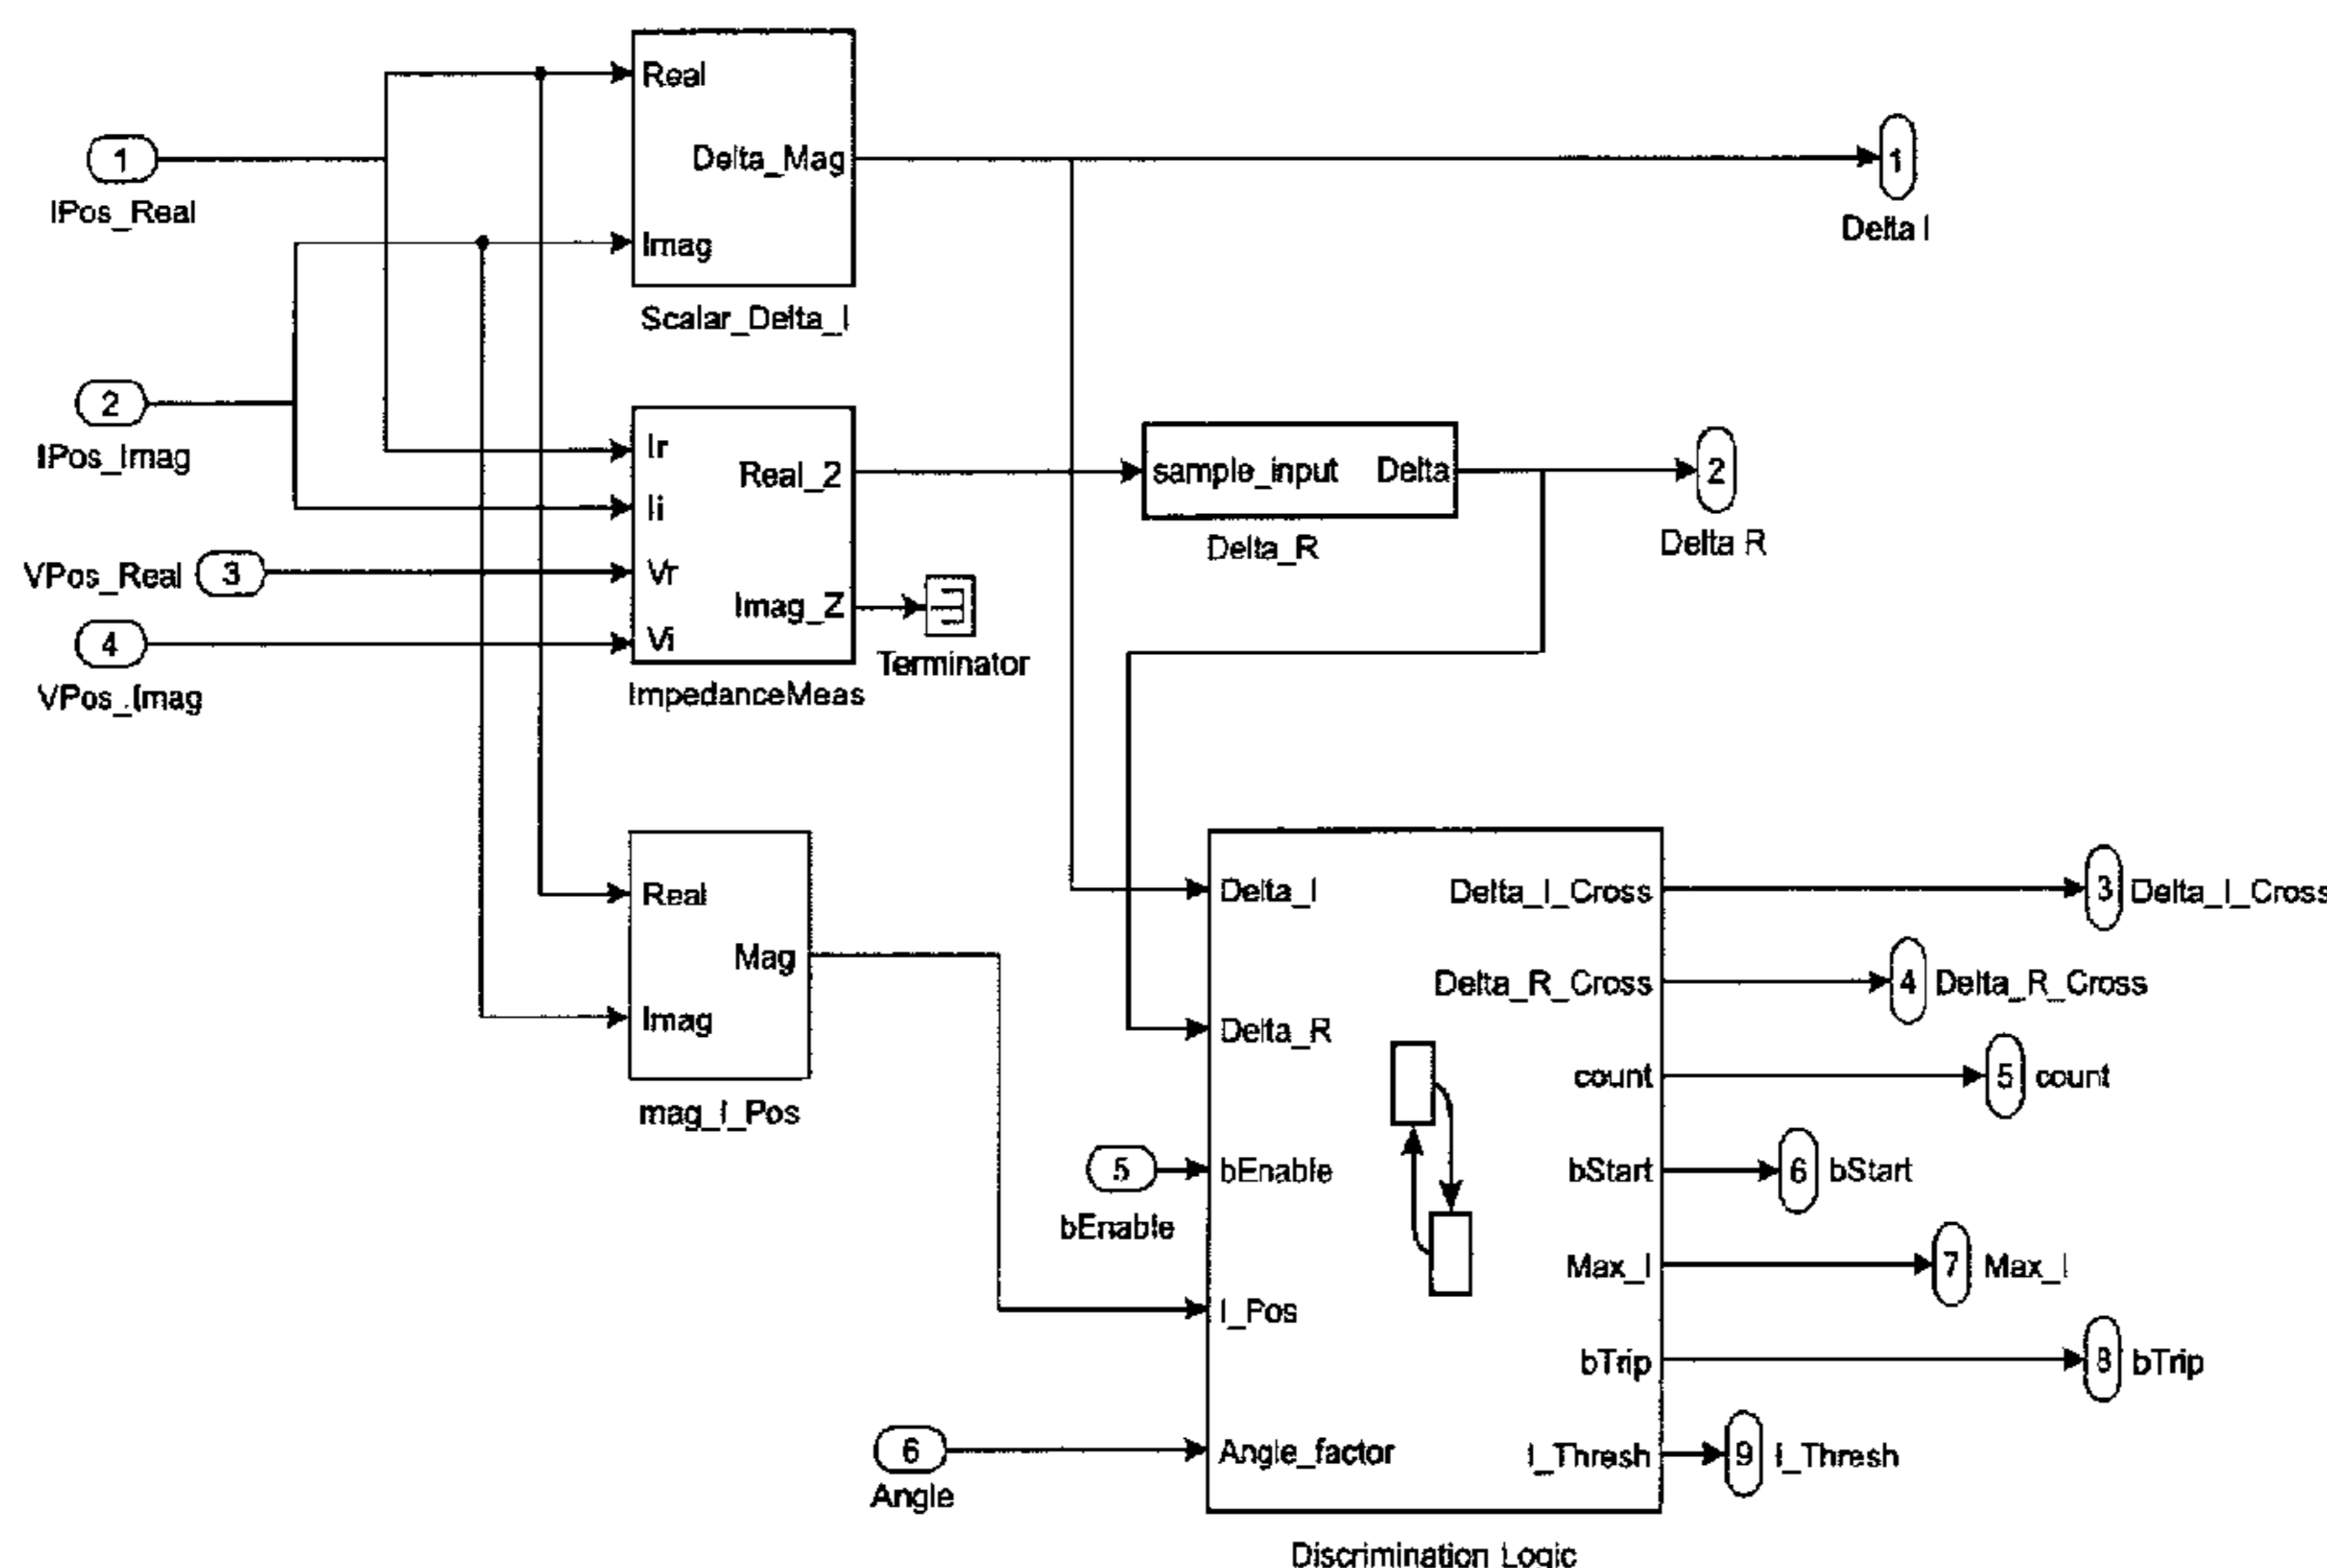 1
IPos_Real
Real
Delta_Mag
Imag
Scalar_Delta_I
1
Delta I
2
IPos_Imag
VPos_Real
3
4
VPos_Imag
Ir
Ii
Vr
Vi
Real_2
Imag_Z
ImpedanceMeas
Terminator
sample_input
Delta
Delta_R
2
Delta R
Real
Mag
Imag
mag_I_Pos
5
bEnable
6
Angle
Delta_I
Delta_R
bEnable
I_Pos
Angle_factor
Delta_I_Cross
Delta_R_Cross
count
bStart
Max_I
bTrip
I_Thresh
Discrimination Logic
3
Delta_I_Cross
4
Delta_R_Cross
5
count
6
bStart
7
Max_I
8
bTrip
9
I_Thresh